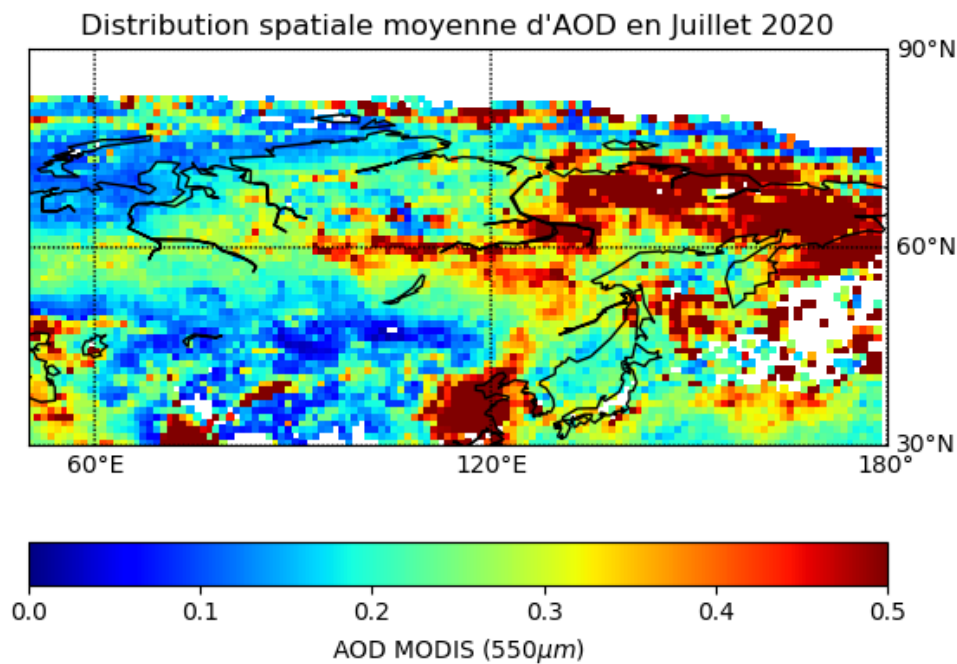 Distribution spatiale moyenne d'AOD en Juillet 2020
90°N
60°N
30°N
60°E 120°E 180°
0.0 0.1 0.2 0.3 0.4 0.5
AOD MODIS (550μm)